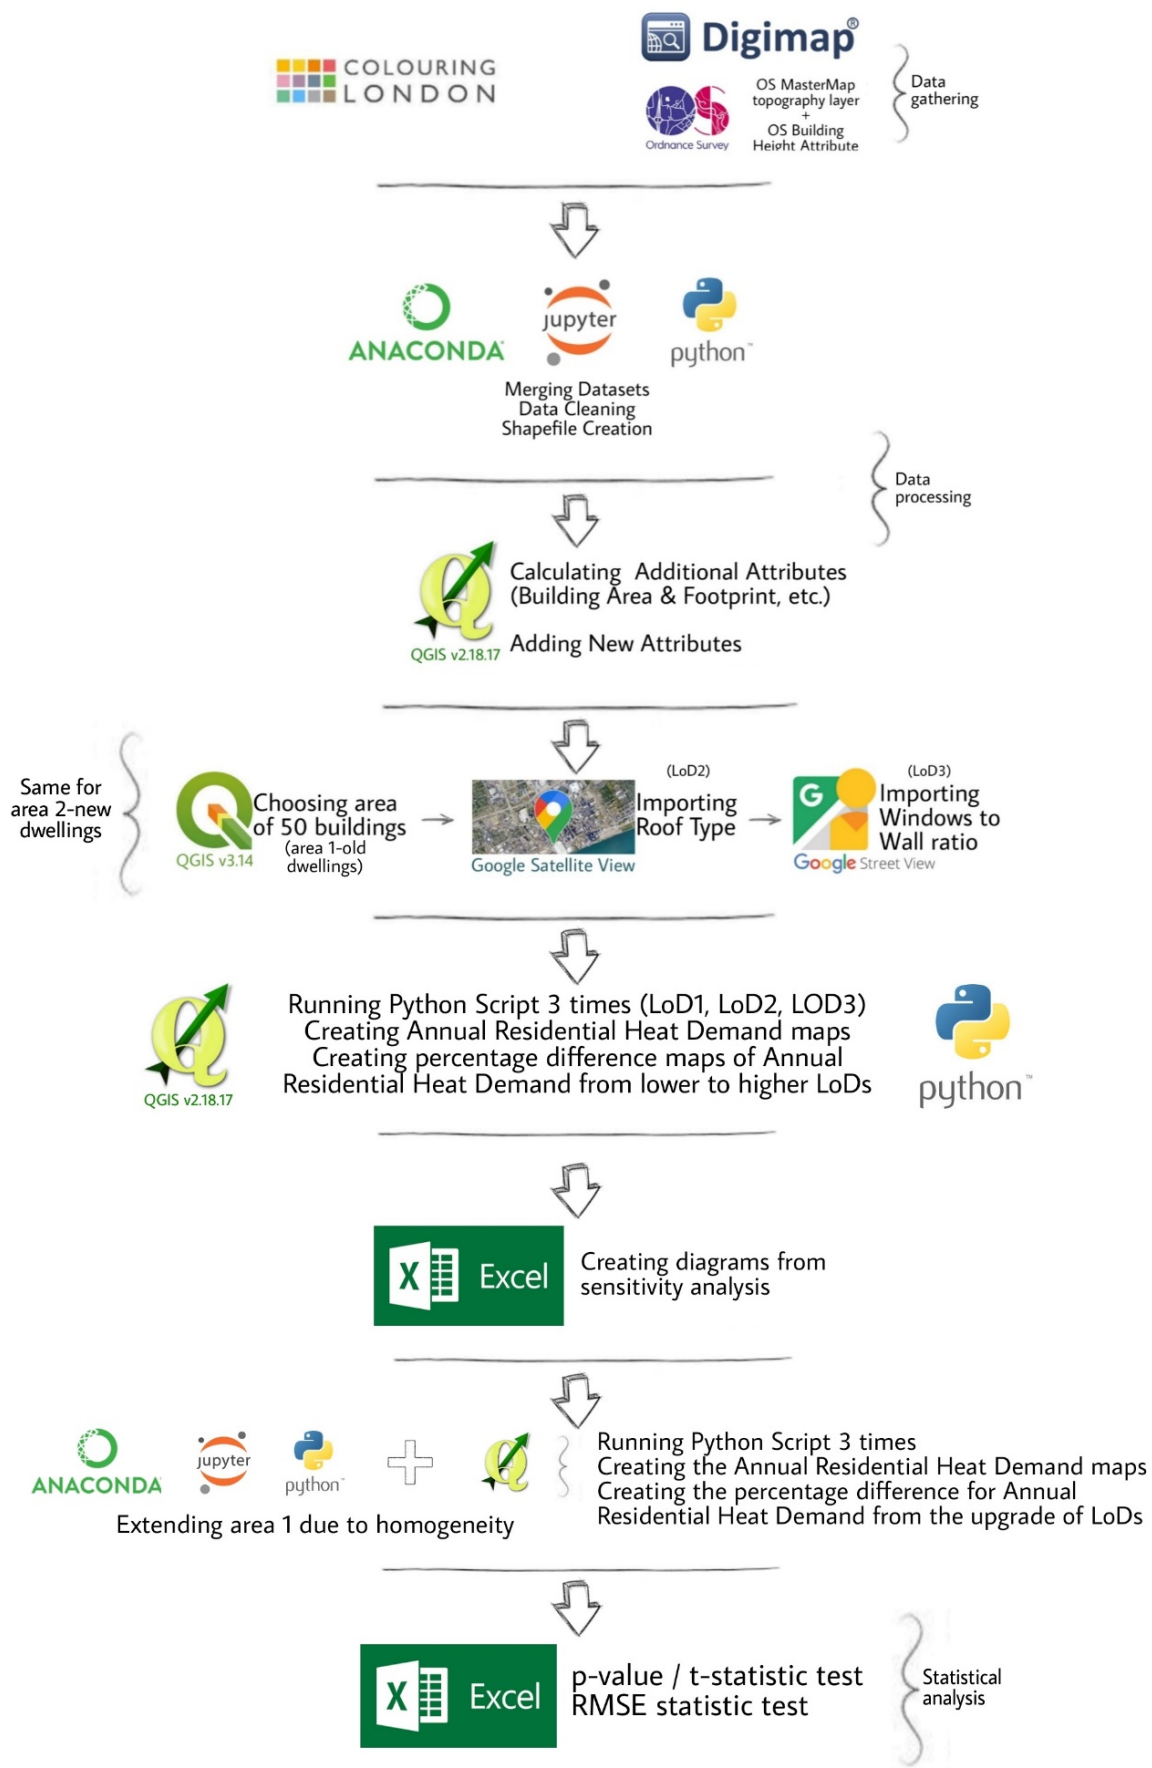 COLOURING
LONDON
Digimap®
OS MasterMap
topography layer
+
OS Building
Height Attribute
Ordnance Survey
Data
gathering
ANACONDA
jupyter
python™
Merging Datasets
Data Cleaning
Shapefile Creation
Data
processing
Calculating Additional Attributes
(Building Area & Footprint, etc.)
Adding New Attributes
QGIS v2.18.17
Same for
area 2-new
dwellings
QGIS v3.14
Choosing area
of 50 buildings
(area 1-old
dwellings)
Google Satellite View
(LoD2)
Importing
Roof Type
G
(LoD3)
Importing
Windows to
Wall ratio
Google Street View
QGIS v2.18.17
Running Python Script 3 times (LoD1, LoD2, LOD3)
Creating Annual Residential Heat Demand maps
Creating percentage difference maps of Annual
Residential Heat Demand from lower to higher LoDs
python™
X Excel
Creating diagrams from
sensitivity analysis
ANACONDA
jupyter
python™
Extending area 1 due to homogeneity
Running Python Script 3 times
Creating the Annual Residential Heat Demand maps
Creating the percentage difference for Annual
Residential Heat Demand from the upgrade of LoDs
X Excel
p-value / t-statistic test
RMSE statistic test
Statistical
analysis